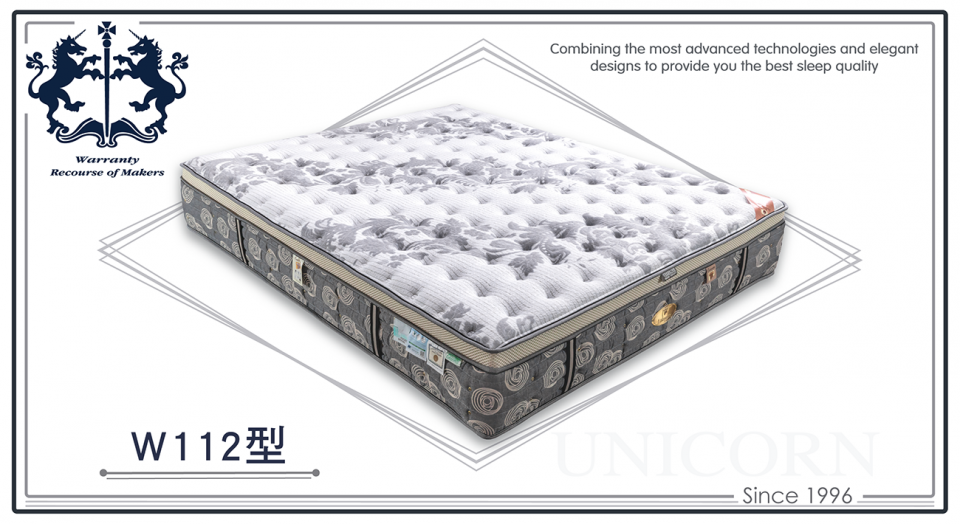 Combining the most advanced technologies and elegant
designs to provide you the best sleep quality
Warranty
Recourse of Makers
W112型
UNICORN
Since 1996